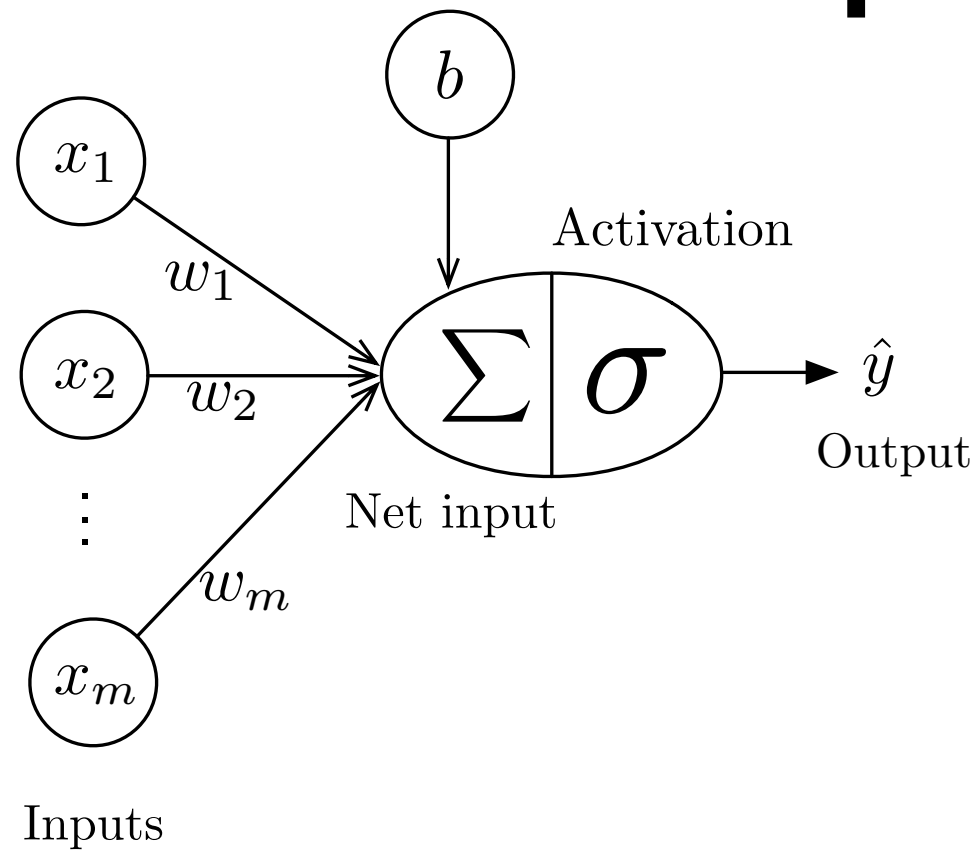 b
x₁
w₁
Activation
x₂
w₂
∑ σ
ŷ
Output
Net input
⋮
wₘ
xₘ
Inputs